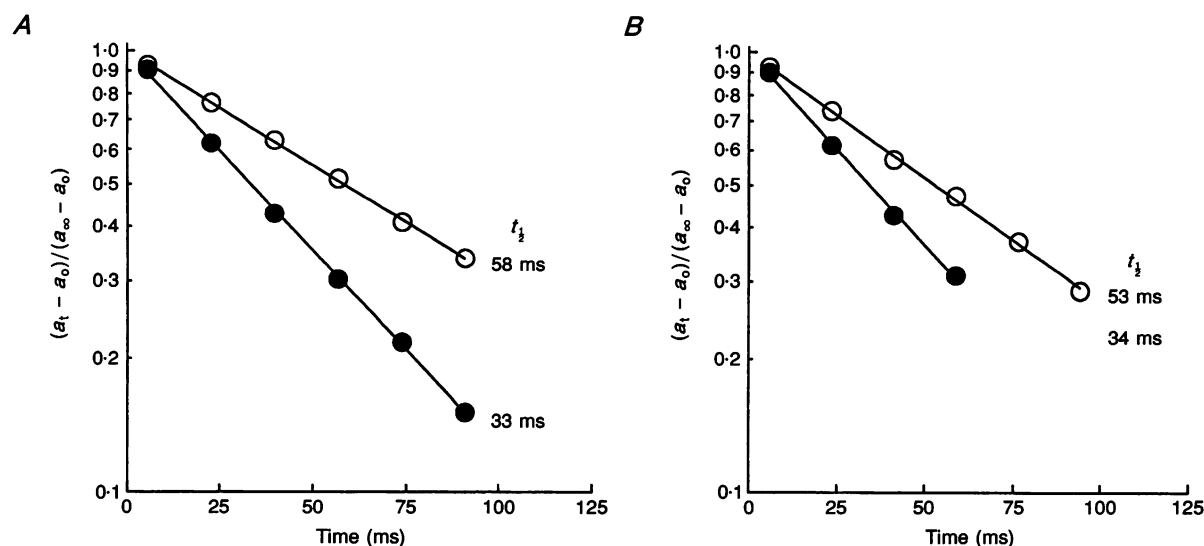 A
(a_t − a_o)/(a_∞ − a_o)
1·0
0·9
0·8
0·7
0·6
0·5
0·4
0·3
0·2
0·1
t_½
58 ms
33 ms
0 25 50 75 100 125
Time (ms)
B
(a_t − a_o)/(a_∞ − a_o)
1·0
0·9
0·8
0·7
0·6
0·5
0·4
0·3
0·2
0·1
t_½
53 ms
34 ms
0 25 50 75 100 125
Time (ms)